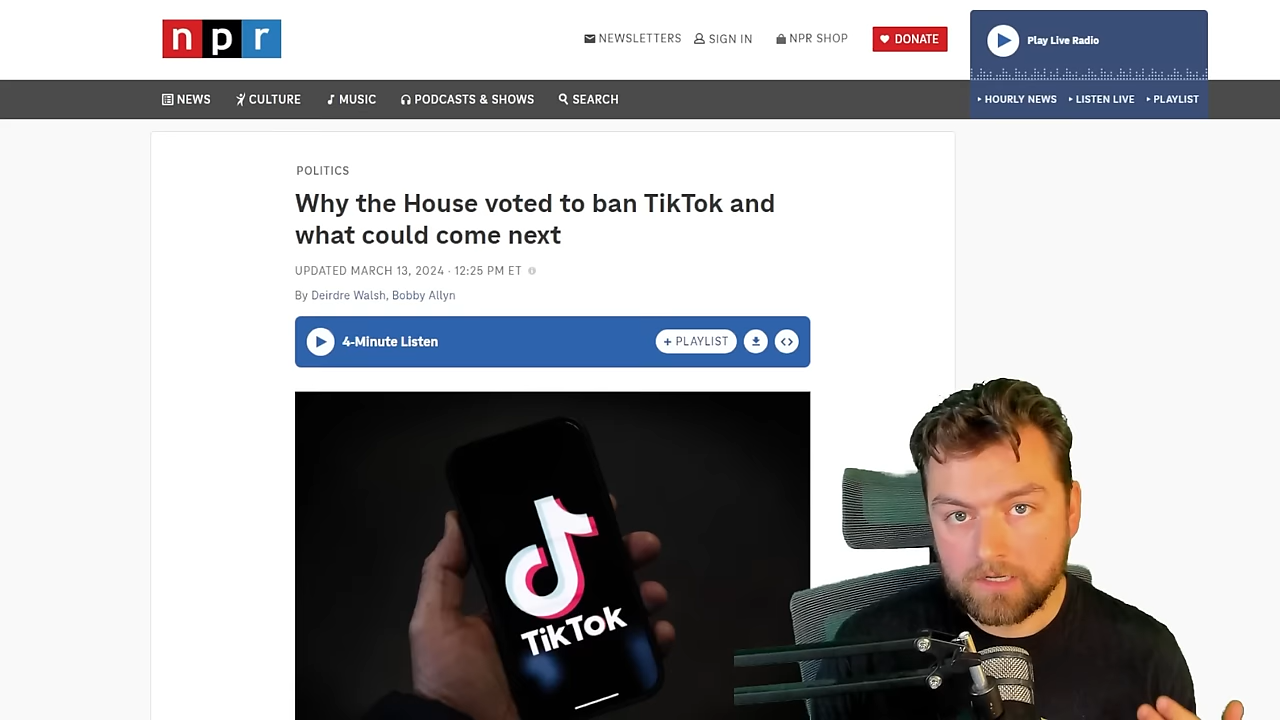 npr
NEWSLETTERS SIGN IN NPR SHOP DONATE
Play Live Radio
NEWS CULTURE MUSIC PODCASTS & SHOWS SEARCH
HOURLY NEWS LISTEN LIVE PLAYLIST
POLITICS
Why the House voted to ban TikTok and
what could come next
UPDATED MARCH 13, 2024 · 12:25 PM ET
By Deirdre Walsh, Bobby Allyn
4-Minute Listen
+ PLAYLIST
TikTok